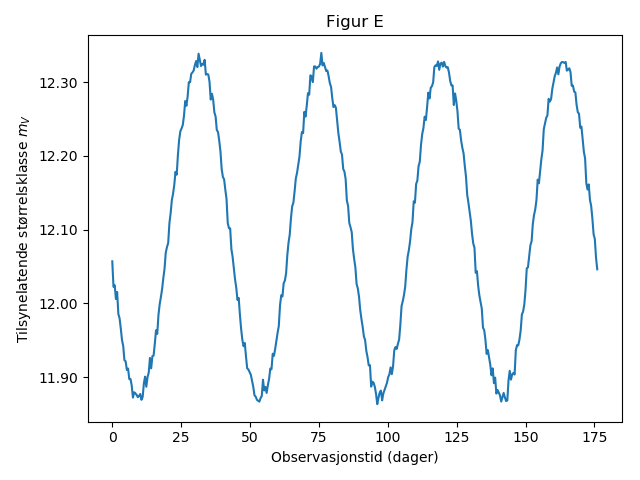 Figur E
Tilsynelatende størrelsklasse m_V
12.30
12.20
12.10
12.00
11.90
0 25 50 75 100 125 150 175
Observasjonstid (dager)